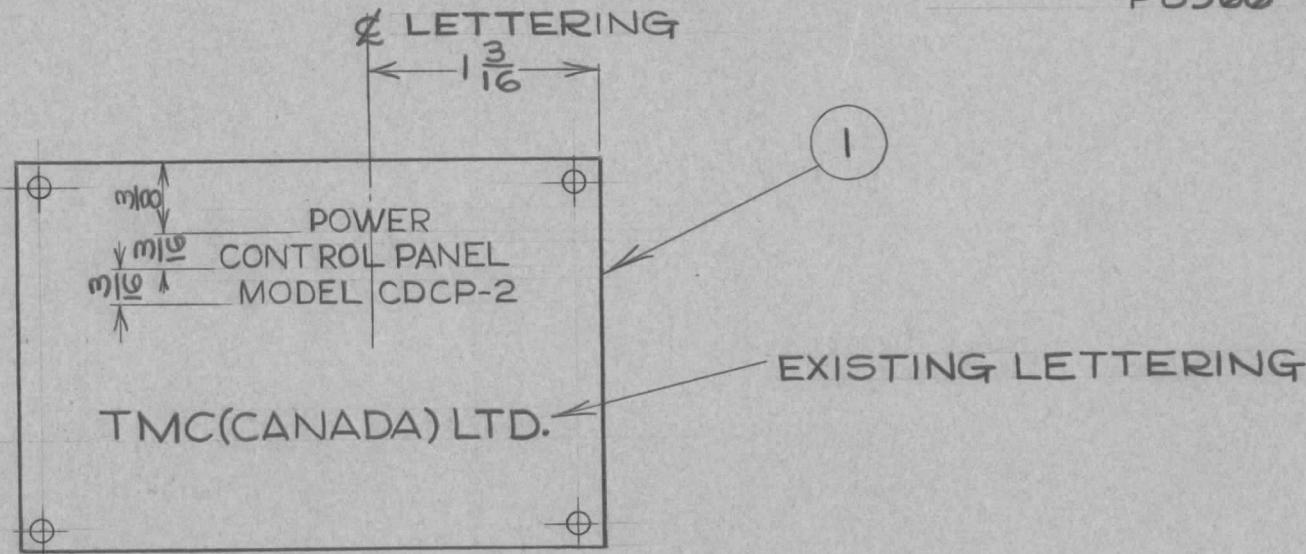 ℄ LETTERING
1 3/16
1
3/8
POWER
3/16 CONTROL PANEL
3/16 MODEL CDCP-2
EXISTING LETTERING
TMC(CANADA) LTD.